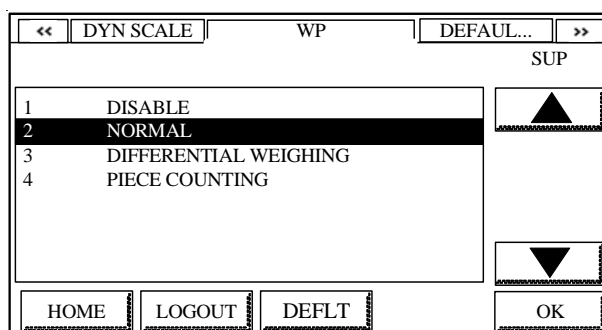 << DYN SCALE WP DEFAUL... >>
SUP
1 DISABLE
2 NORMAL
3 DIFFERENTIAL WEIGHING
4 PIECE COUNTING
HOME LOGOUT DEFLT OK